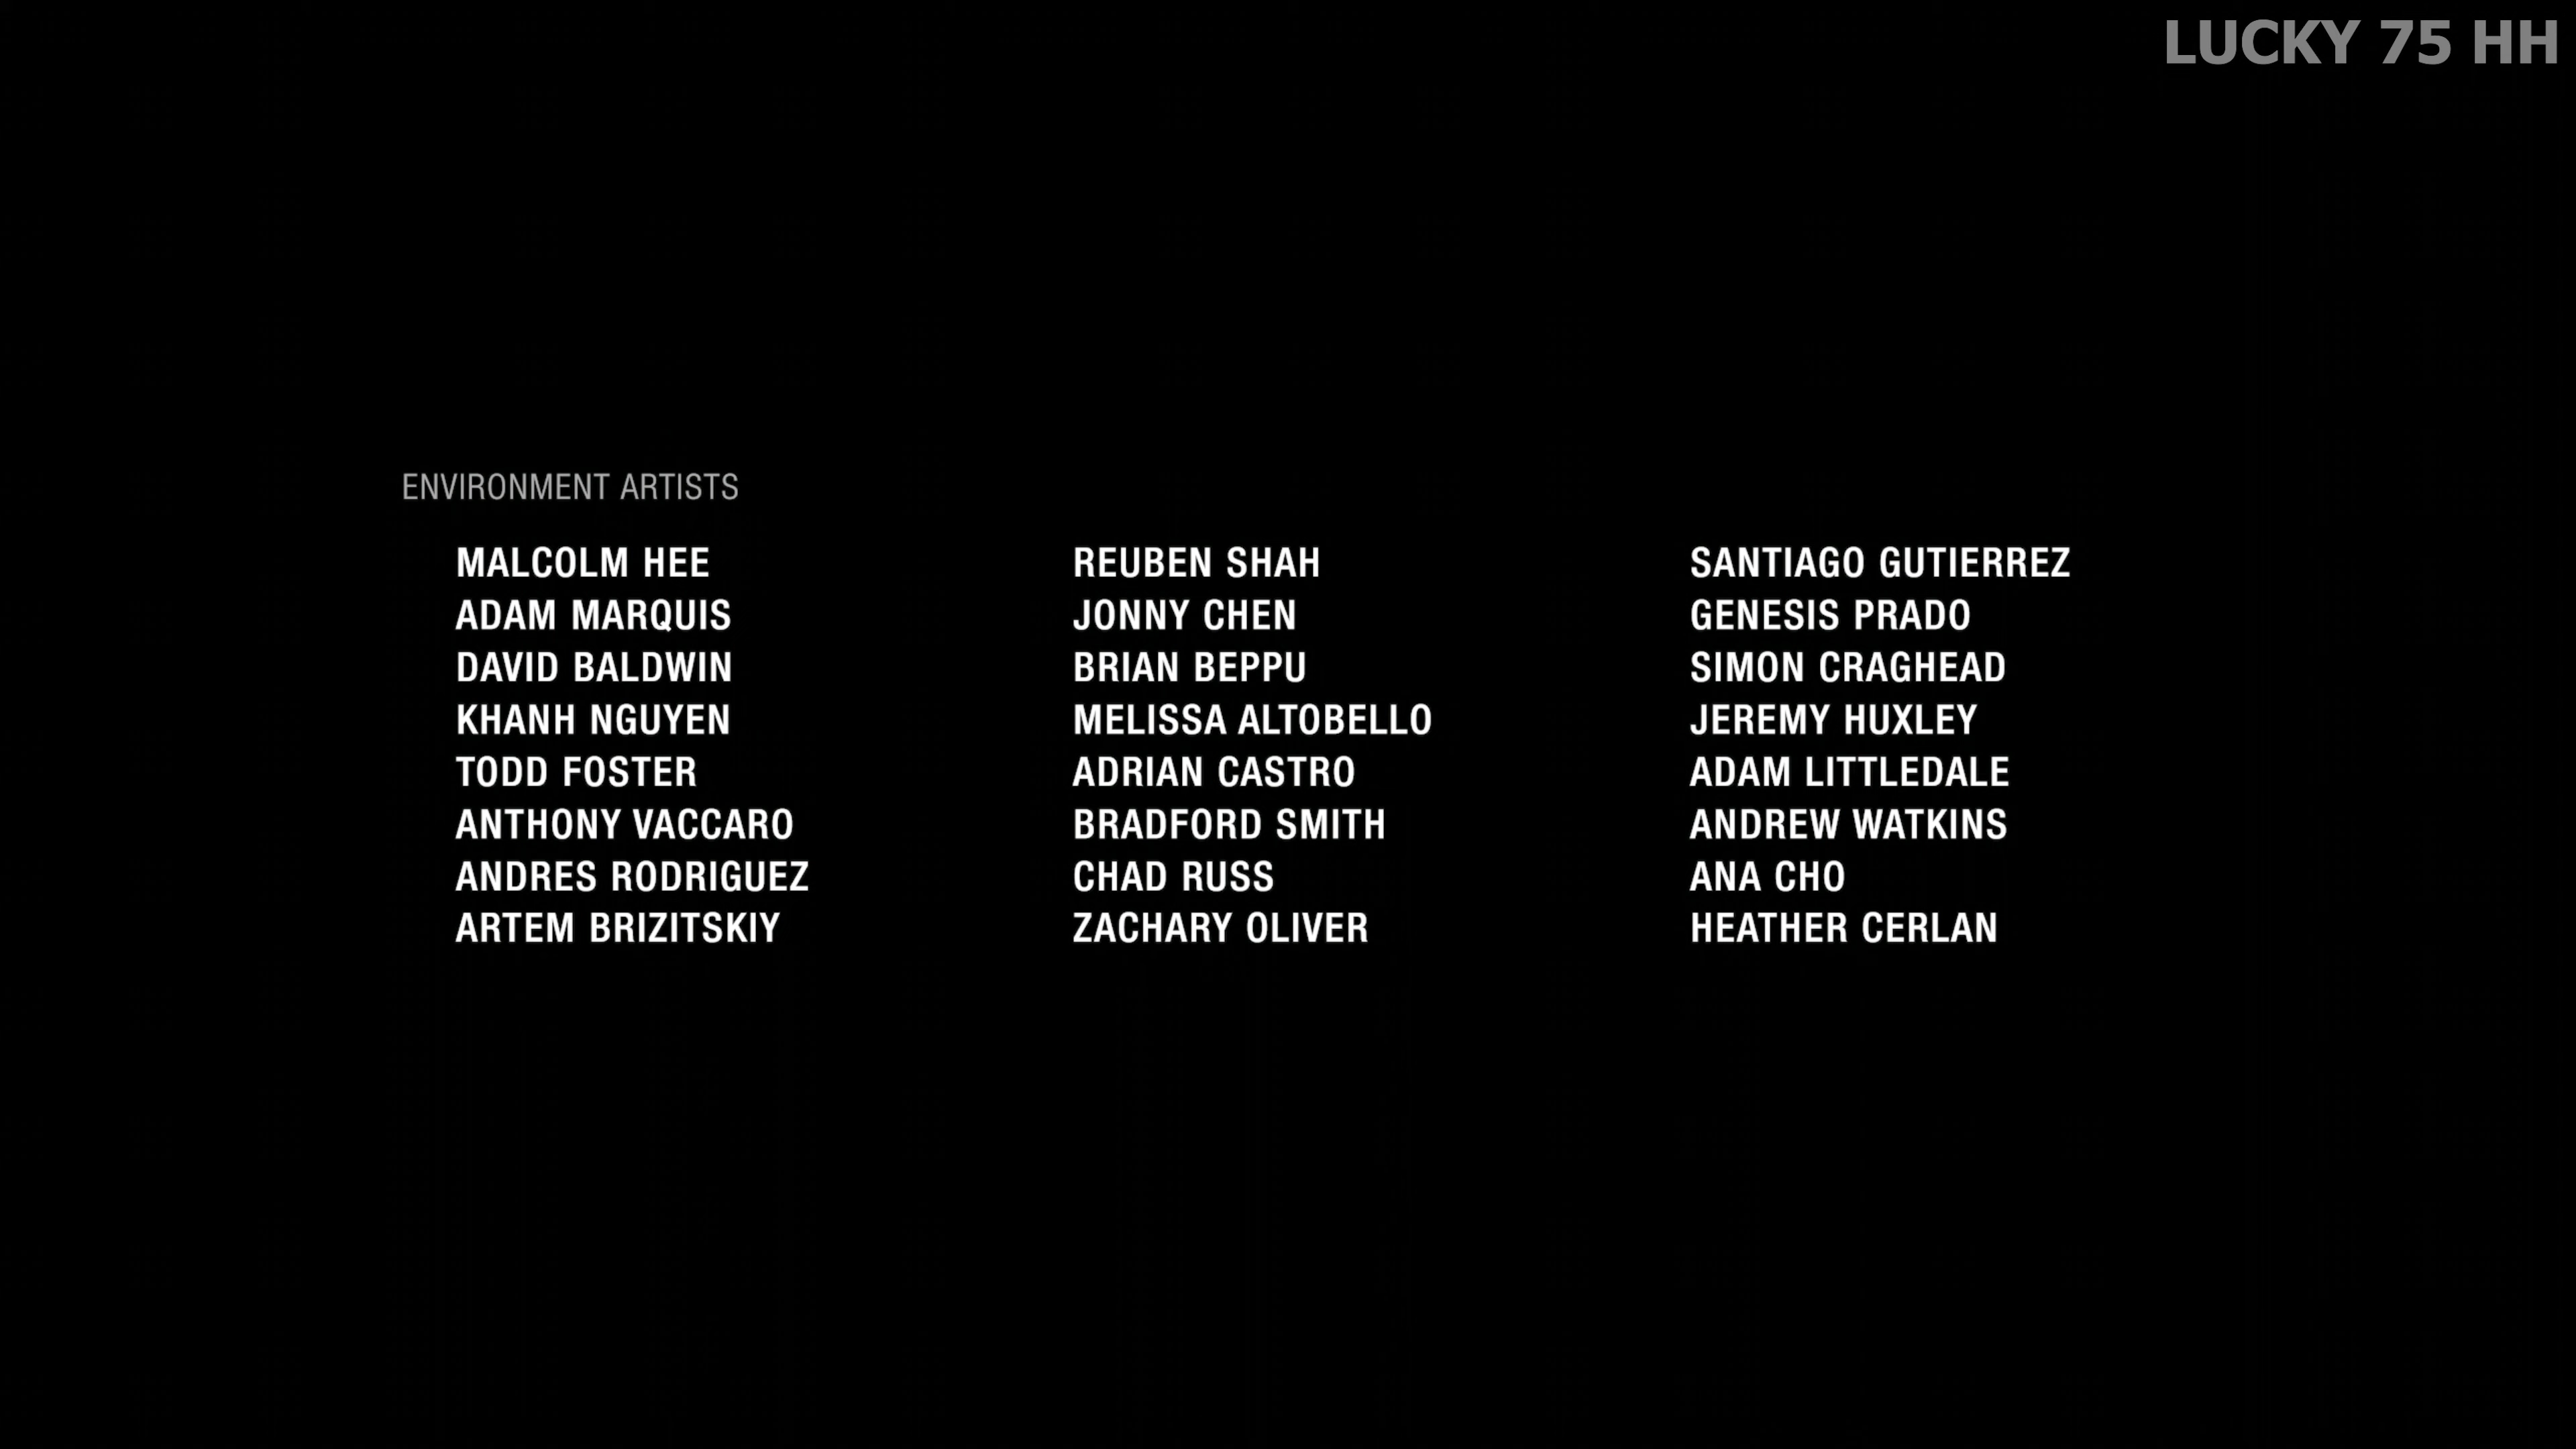 LUCKY 75 HH
ENVIRONMENT ARTISTS
MALCOLM HEE
ADAM MARQUIS
DAVID BALDWIN
KHANH NGUYEN
TODD FOSTER
ANTHONY VACCARO
ANDRES RODRIGUEZ
ARTEM BRIZITSKIY
REUBEN SHAH
JONNY CHEN
BRIAN BEPPU
MELISSA ALTOBELLO
ADRIAN CASTRO
BRADFORD SMITH
CHAD RUSS
ZACHARY OLIVER
SANTIAGO GUTIERREZ
GENESIS PRADO
SIMON CRAGHEAD
JEREMY HUXLEY
ADAM LITTLEDALE
ANDREW WATKINS
ANA CHO
HEATHER CERLAN